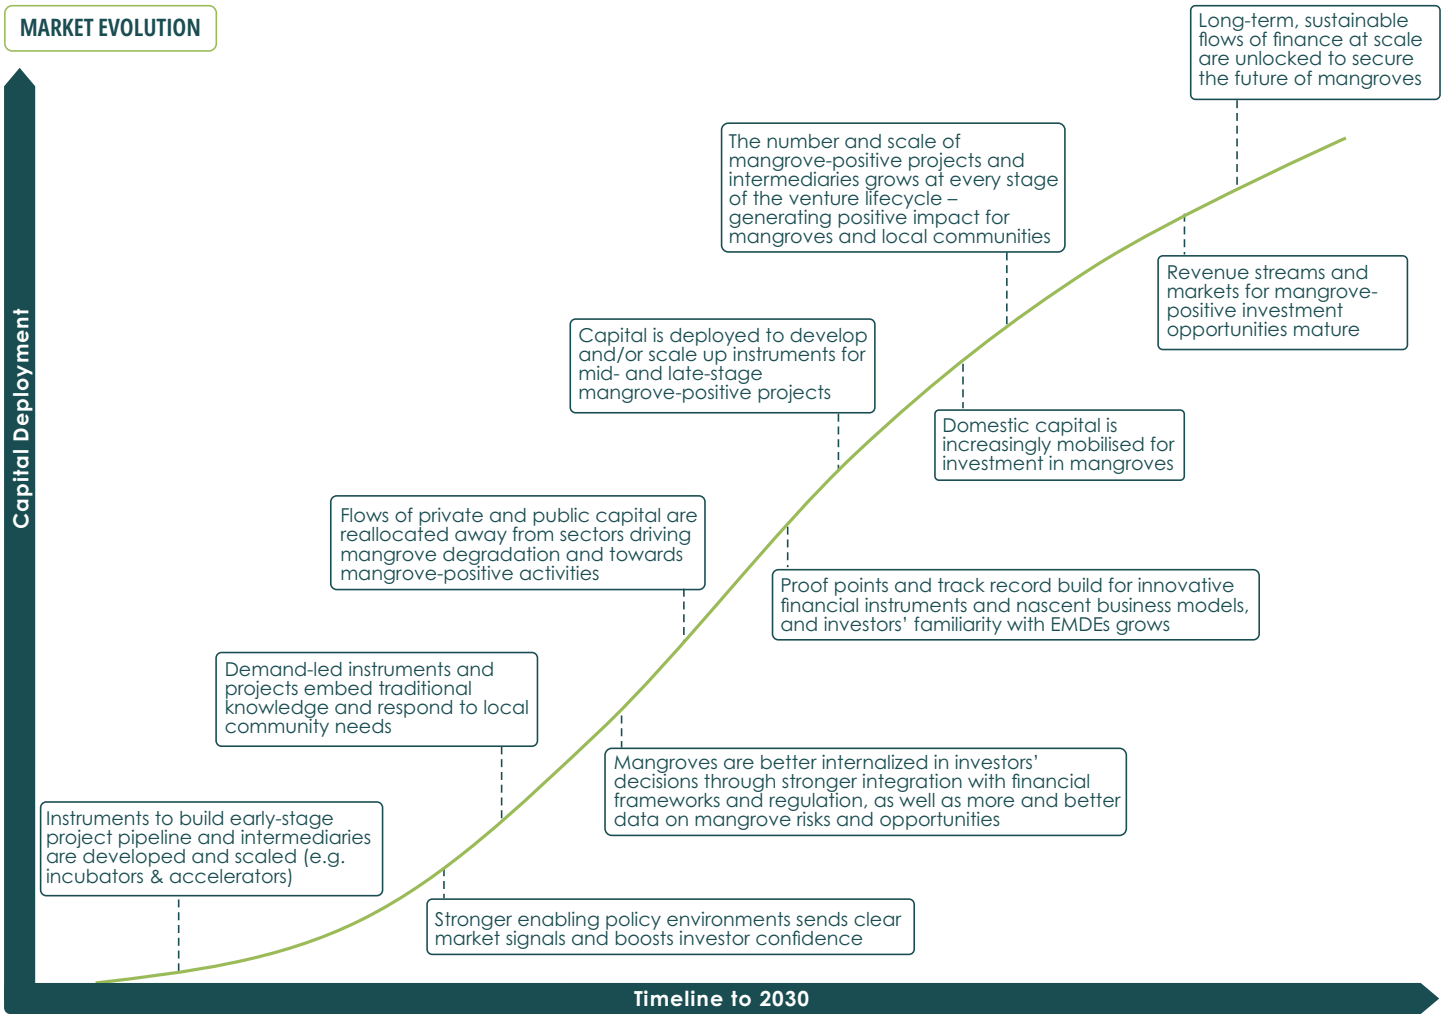 MARKET EVOLUTION
Long-term, sustainable
flows of finance at scale
are unlocked to secure
the future of mangroves
The number and scale of
mangrove-positive projects and
intermediaries grows at every stage
of the venture lifecycle –
generating positive impact for
mangroves and local communities
Revenue streams and
markets for mangrove-
positive investment
opportunities mature
Capital is deployed to develop
and/or scale up instruments for
mid- and late-stage
mangrove-positive projects
Domestic capital is
increasingly mobilised for
investment in mangroves
Flows of private and public capital are
reallocated away from sectors driving
mangrove degradation and towards
mangrove-positive activities
Proof points and track record build for innovative
financial instruments and nascent business models,
and investors’ familiarity with EMDEs grows
Demand-led instruments and
projects embed traditional
knowledge and respond to local
community needs
Mangroves are better internalized in investors’
decisions through stronger integration with financial
frameworks and regulation, as well as more and better
data on mangrove risks and opportunities
Instruments to build early-stage
project pipeline and intermediaries
are developed and scaled (e.g.
incubators & accelerators)
Stronger enabling policy environments sends clear
market signals and boosts investor confidence
Capital Deployment
Timeline to 2030